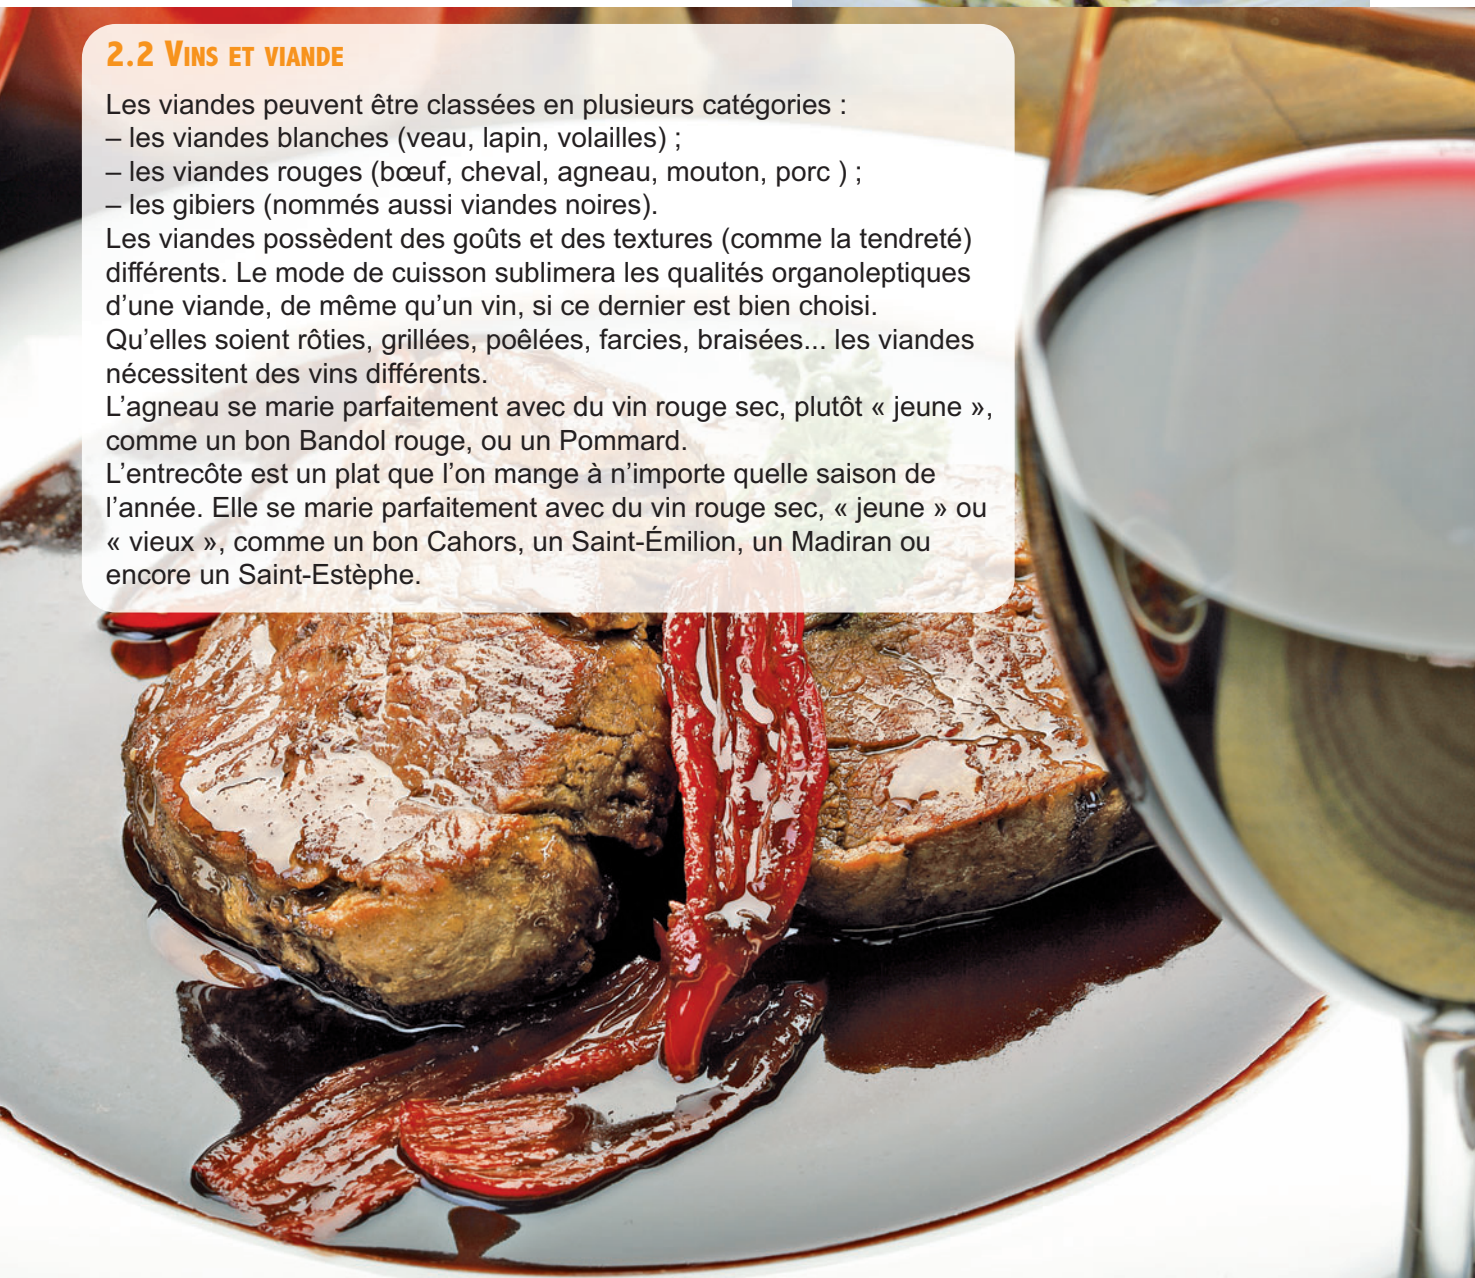 2.2 Vins et viande
Les viandes peuvent être classées en plusieurs catégories :
– les viandes blanches (veau, lapin, volailles) ;
– les viandes rouges (bœuf, cheval, agneau, mouton, porc ) ;
– les gibiers (nommés aussi viandes noires).
Les viandes possèdent des goûts et des textures (comme la tendreté)
différents. Le mode de cuisson sublimera les qualités organoleptiques
d’une viande, de même qu’un vin, si ce dernier est bien choisi.
Qu’elles soient rôties, grillées, poêlées, farcies, braisées... les viandes
nécessitent des vins différents.
L’agneau se marie parfaitement avec du vin rouge sec, plutôt « jeune »,
comme un bon Bandol rouge, ou un Pommard.
L’entrecôte est un plat que l’on mange à n’importe quelle saison de
l’année. Elle se marie parfaitement avec du vin rouge sec, « jeune » ou
« vieux », comme un bon Cahors, un Saint-Émilion, un Madiran ou
encore un Saint-Estèphe.